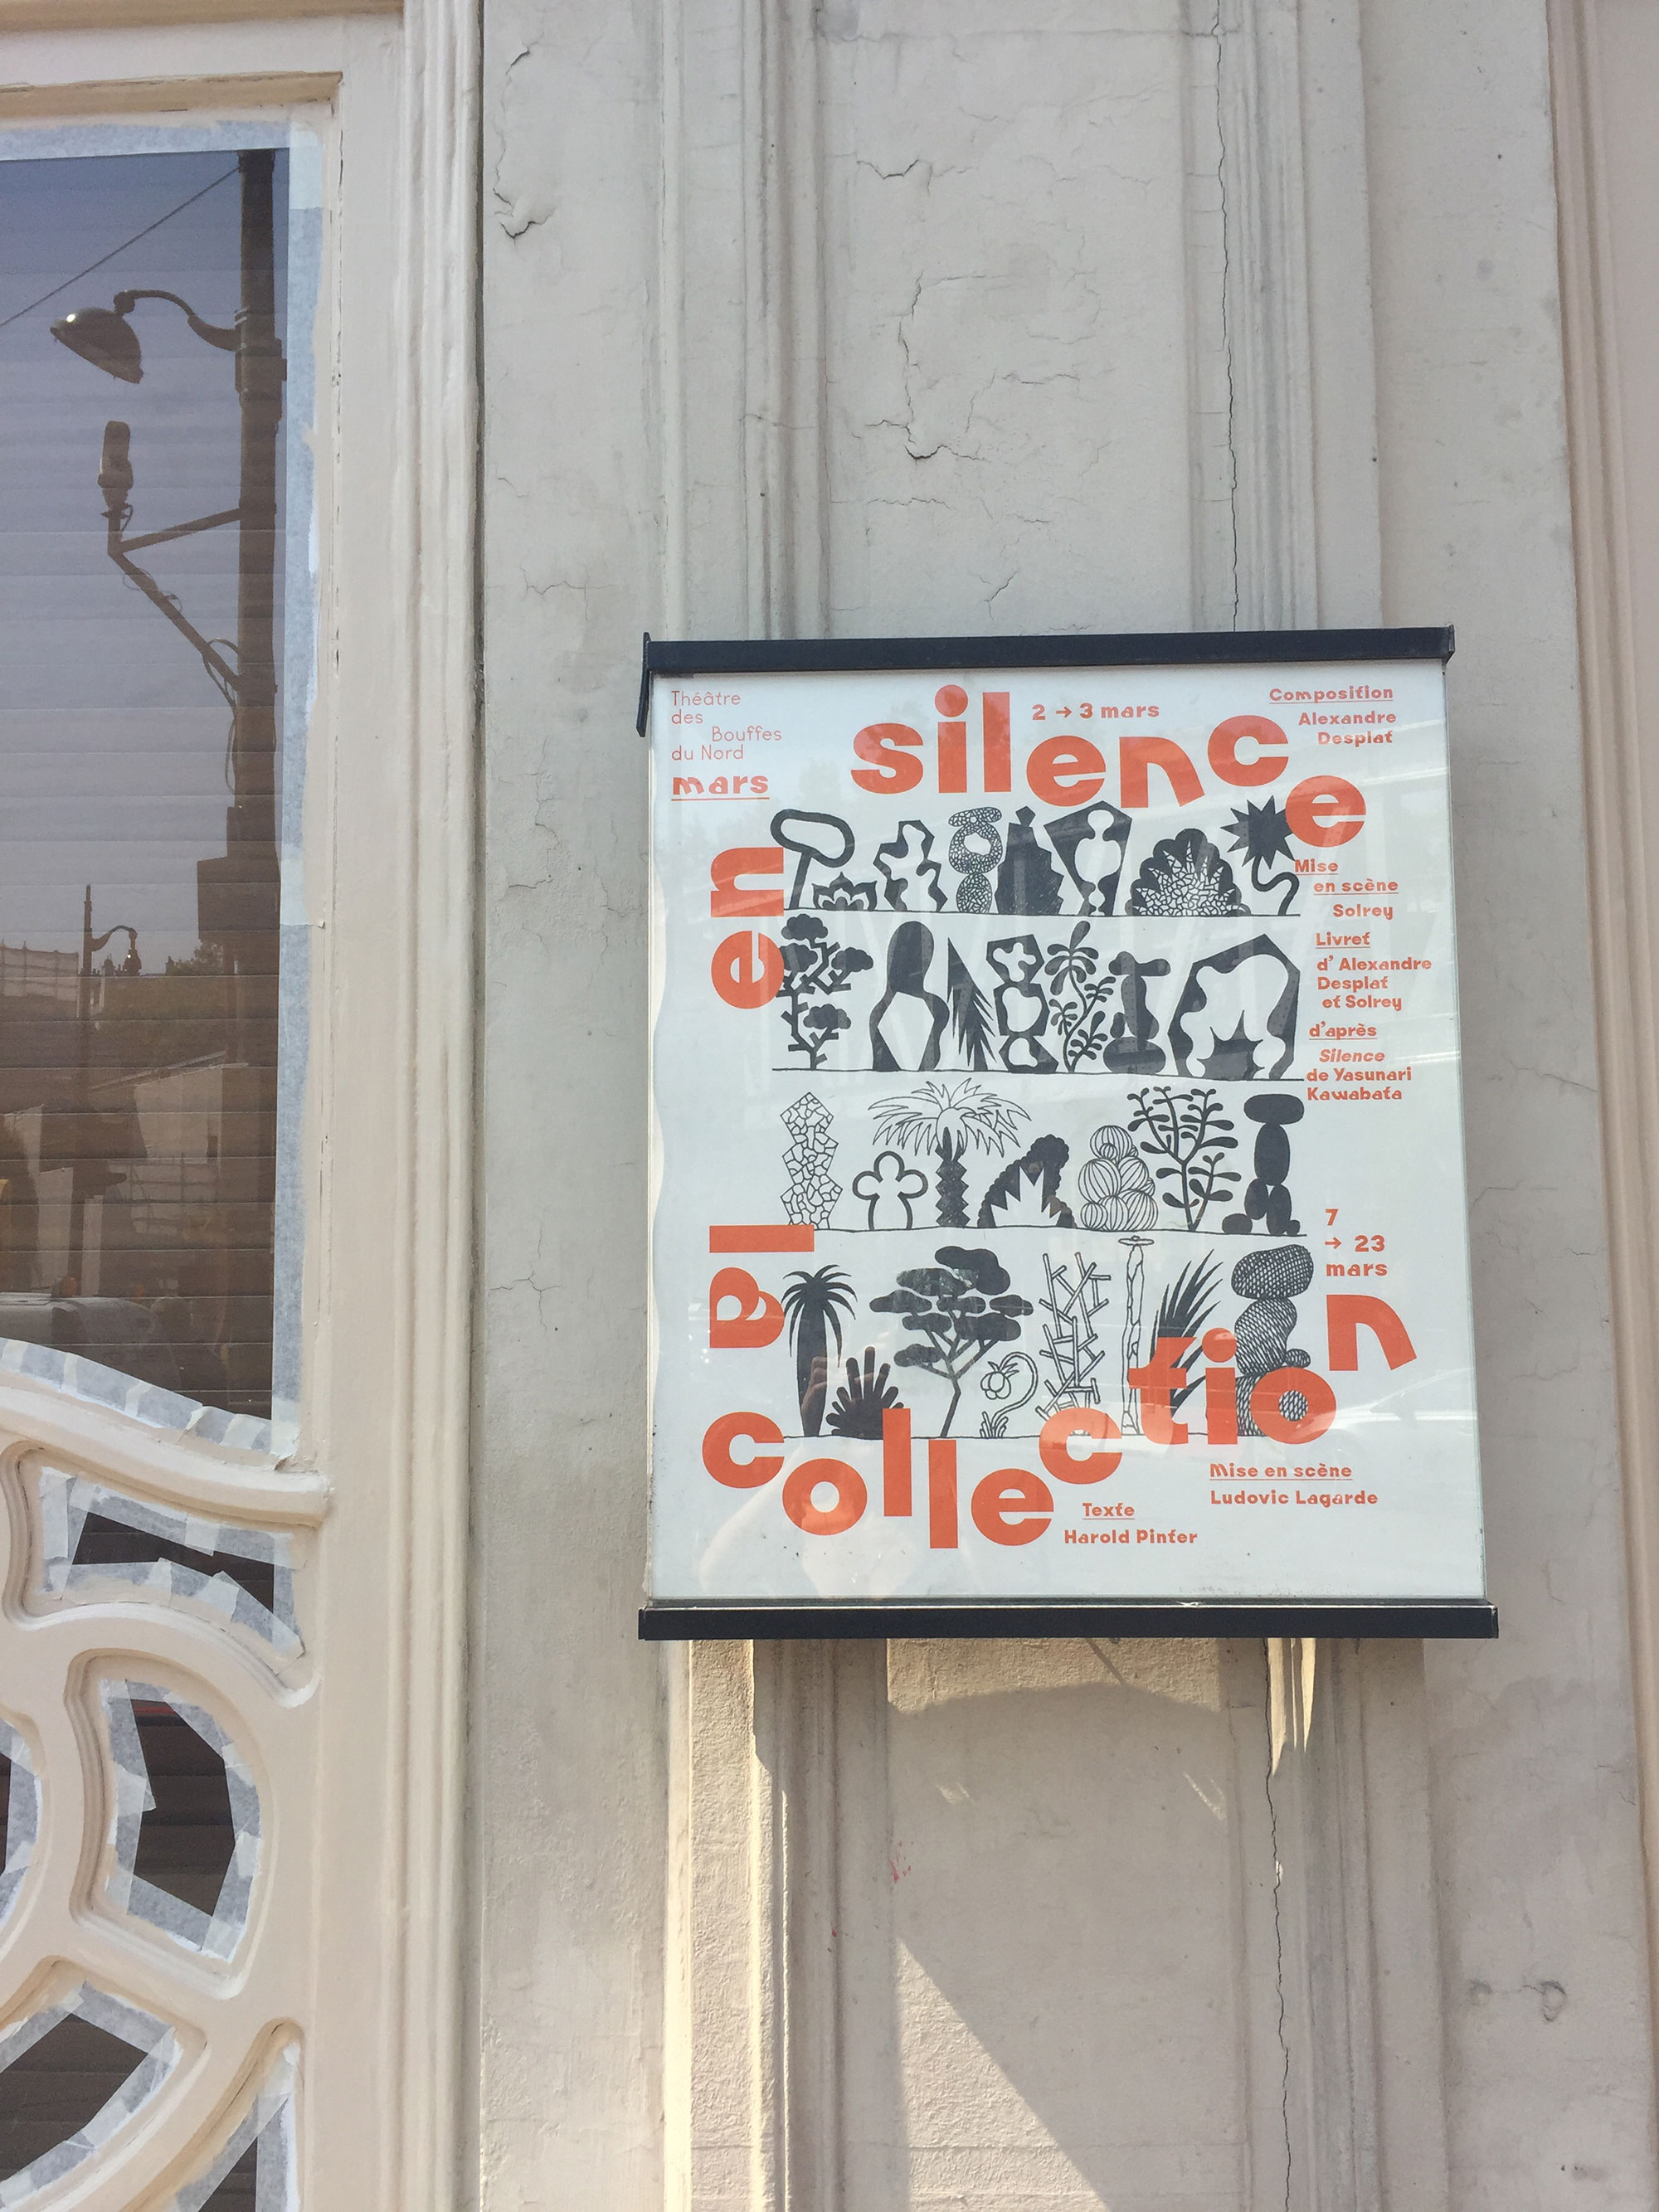 Théâtre
des
Bouffes
du Nord
mars
en
silence
2 → 3 mars
Composition
Alexandre
Desplat
Mise
en scène
Solrey
Livret
d' Alexandre
Desplat
et Solrey
d'après
Silence
de Yasunari
Kawabata
la
collection
7
→ 23
mars
Texte
Harold Pinter
Mise en scène
Ludovic Lagarde